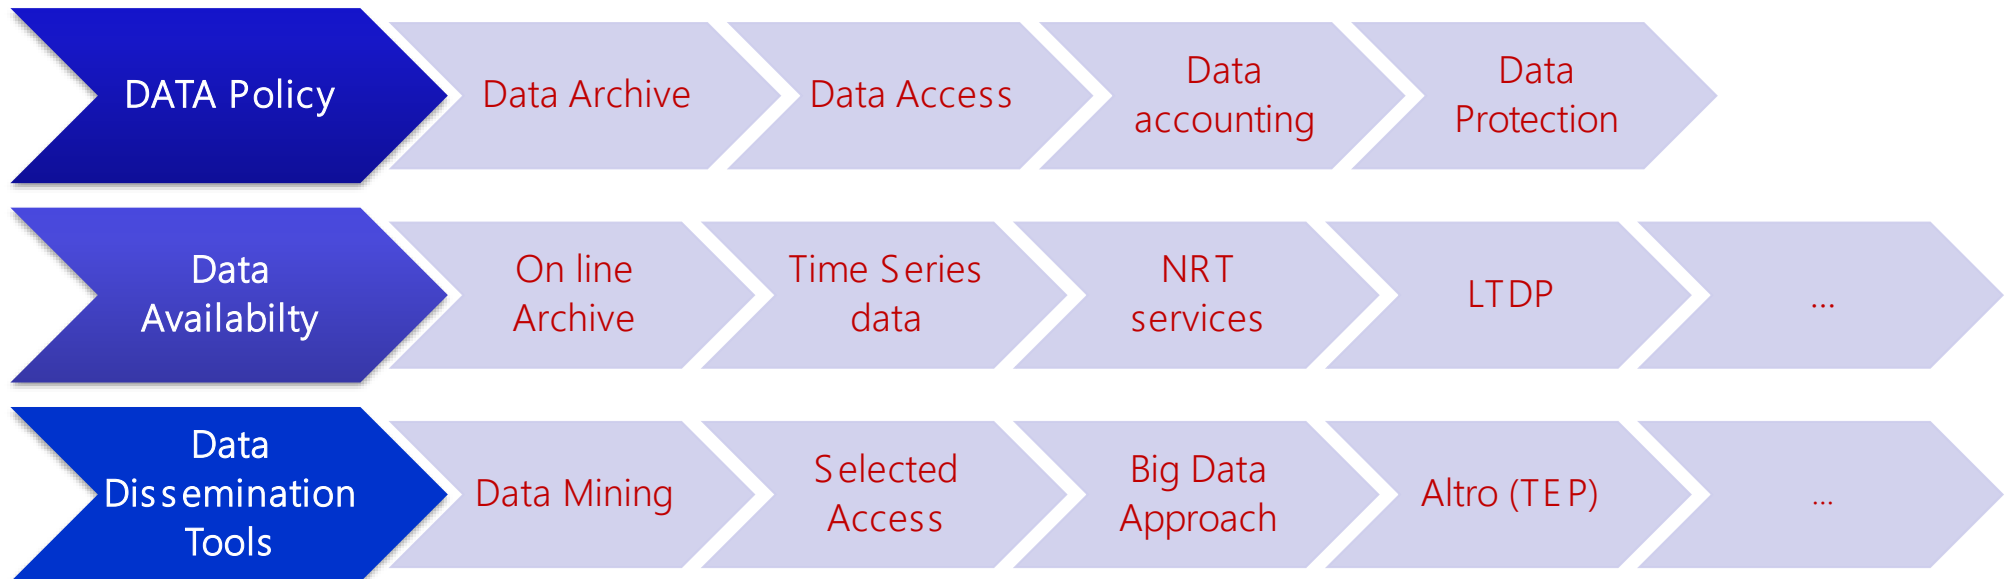 DATA Policy
Data Archive
Data Access
Data
accounting
Data
Protection
Data
Availabilty
On line
Archive
Time Series
data
NRT
services
LTDP
...
Data
Dissemination
Tools
Data Mining
Selected
Access
Big Data
Approach
Altro (TEP)
...